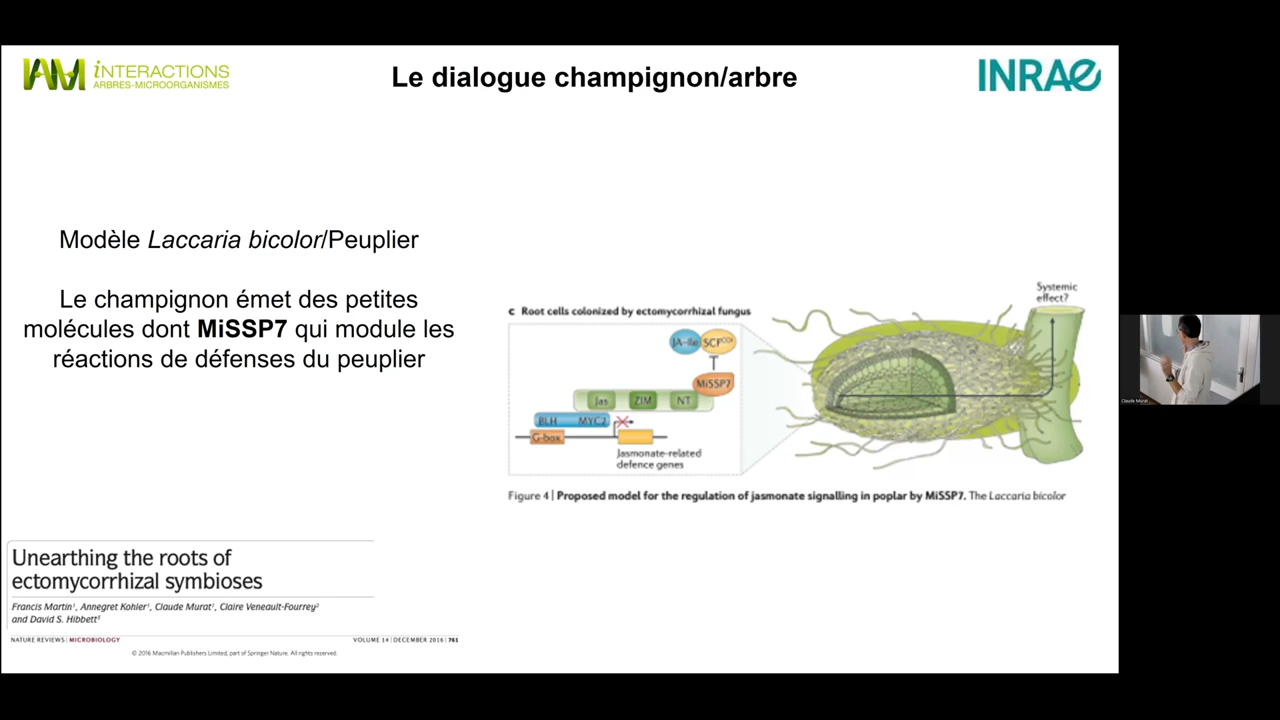 IAM iNTERACTIONS
ARBRES-MICROORGANISMES
Le dialogue champignon/arbre
INRAE
Modèle Laccaria bicolor/Peuplier
Le champignon émet des petites
molécules dont MiSSP7 qui module les
réactions de défenses du peuplier
Systemic
effect?
c Root cells colonized by ectomycorrhizal fungus
JA-Ile SCFCOI1
MiSSP7
Jas ZIM NT
BLH MYC2
G-box
Jasmonate-related
defence genes
Figure 4 | Proposed model for the regulation of jasmonate signalling in poplar by MiSSP7. The Laccaria bicolor
Unearthing the roots of
ectomycorrhizal symbioses
Francis Martin1, Annegret Kohler1, Claude Murat1, Claire Veneault-Fourrey2
and David S. Hibbett3
NATURE REVIEWS | MICROBIOLOGY
VOLUME 14 | DECEMBER 2016 | 761
© 2016 Macmillan Publishers Limited, part of Springer Nature. All rights reserved.
Claude Murat